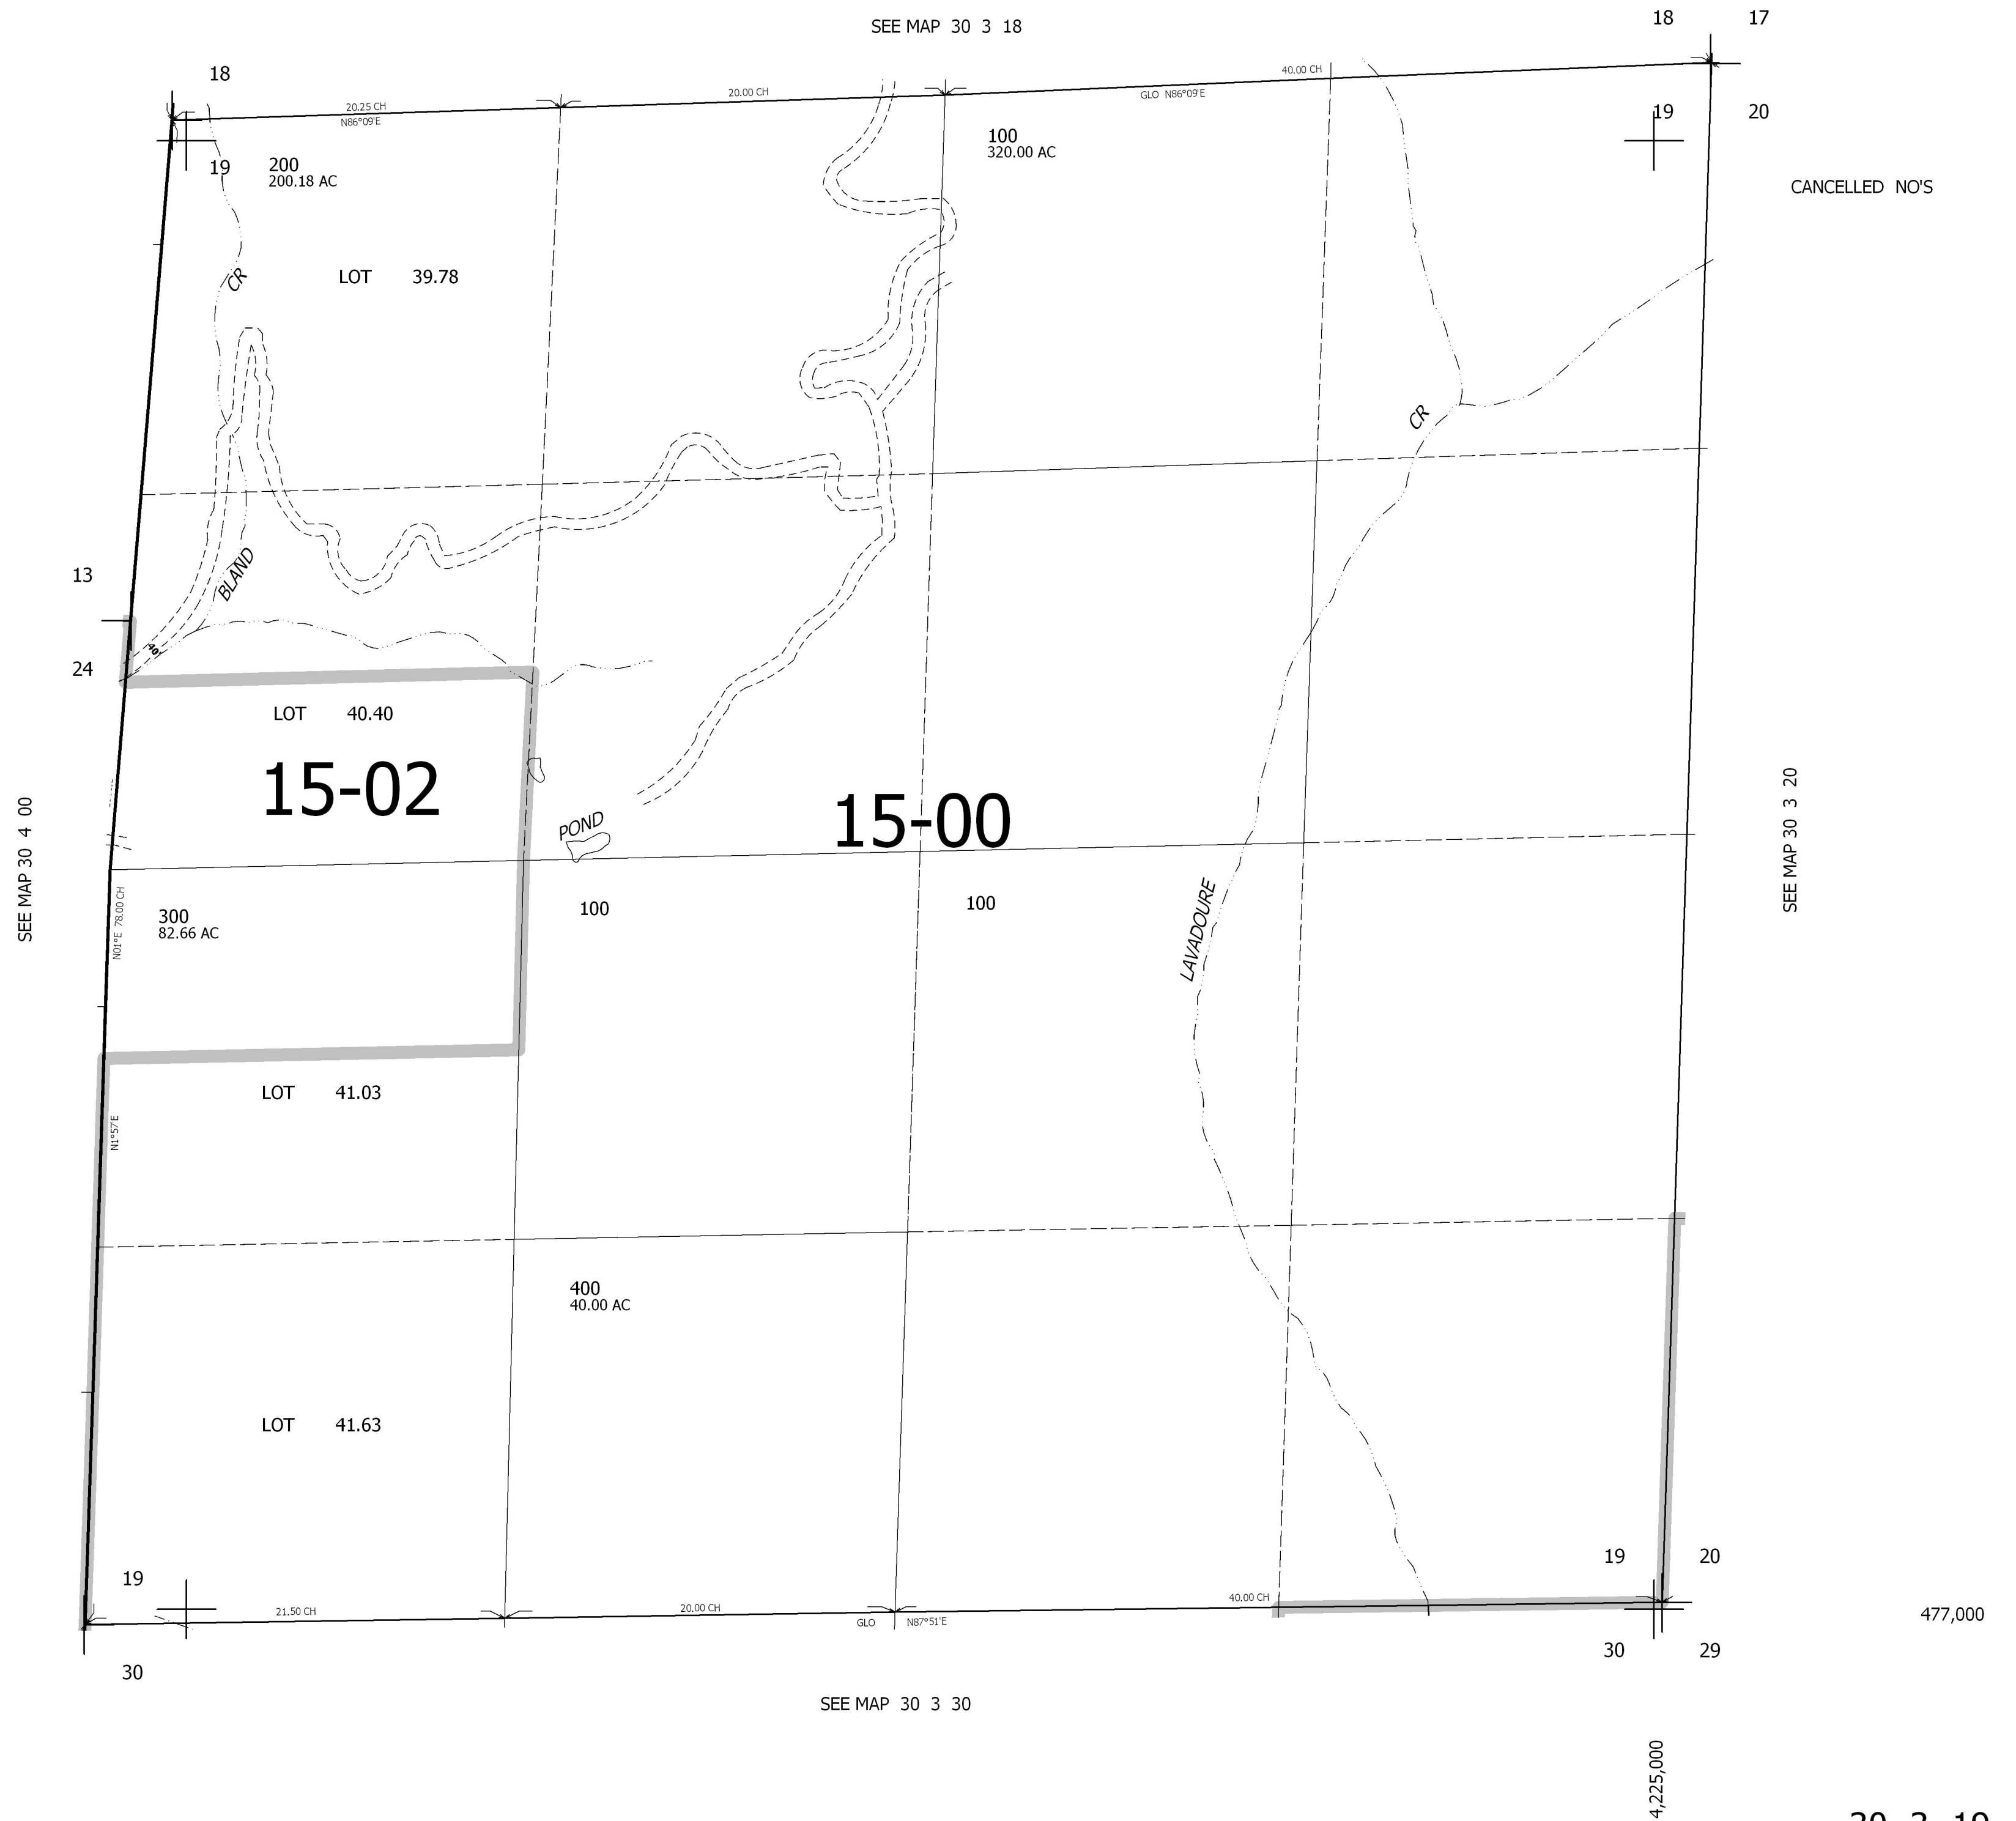 SEE MAP 30 3 18
18 17
18
40.00 CH
20.00 CH
GLO N86°09'E
20.25 CH
N86°09'E
19 20
100
320.00 AC
19
200
200.18 AC
CANCELLED NO'S
CR
LOT 39.78
CR
BLAND
13
40'
24
LOT 40.40
15-02
15-00
POND
SEE MAP 30 4 00
SEE MAP 30 3 20
N01°E 78.00 CH
300
82.66 AC
100
100
LAVADOURE
LOT 41.03
N1°57'E
400
40.00 AC
LOT 41.63
19 20
19
21.50 CH
20.00 CH
40.00 CH
GLO N87°51'E
477,000
30 29
30
SEE MAP 30 3 30
4,225,000
30 3 19